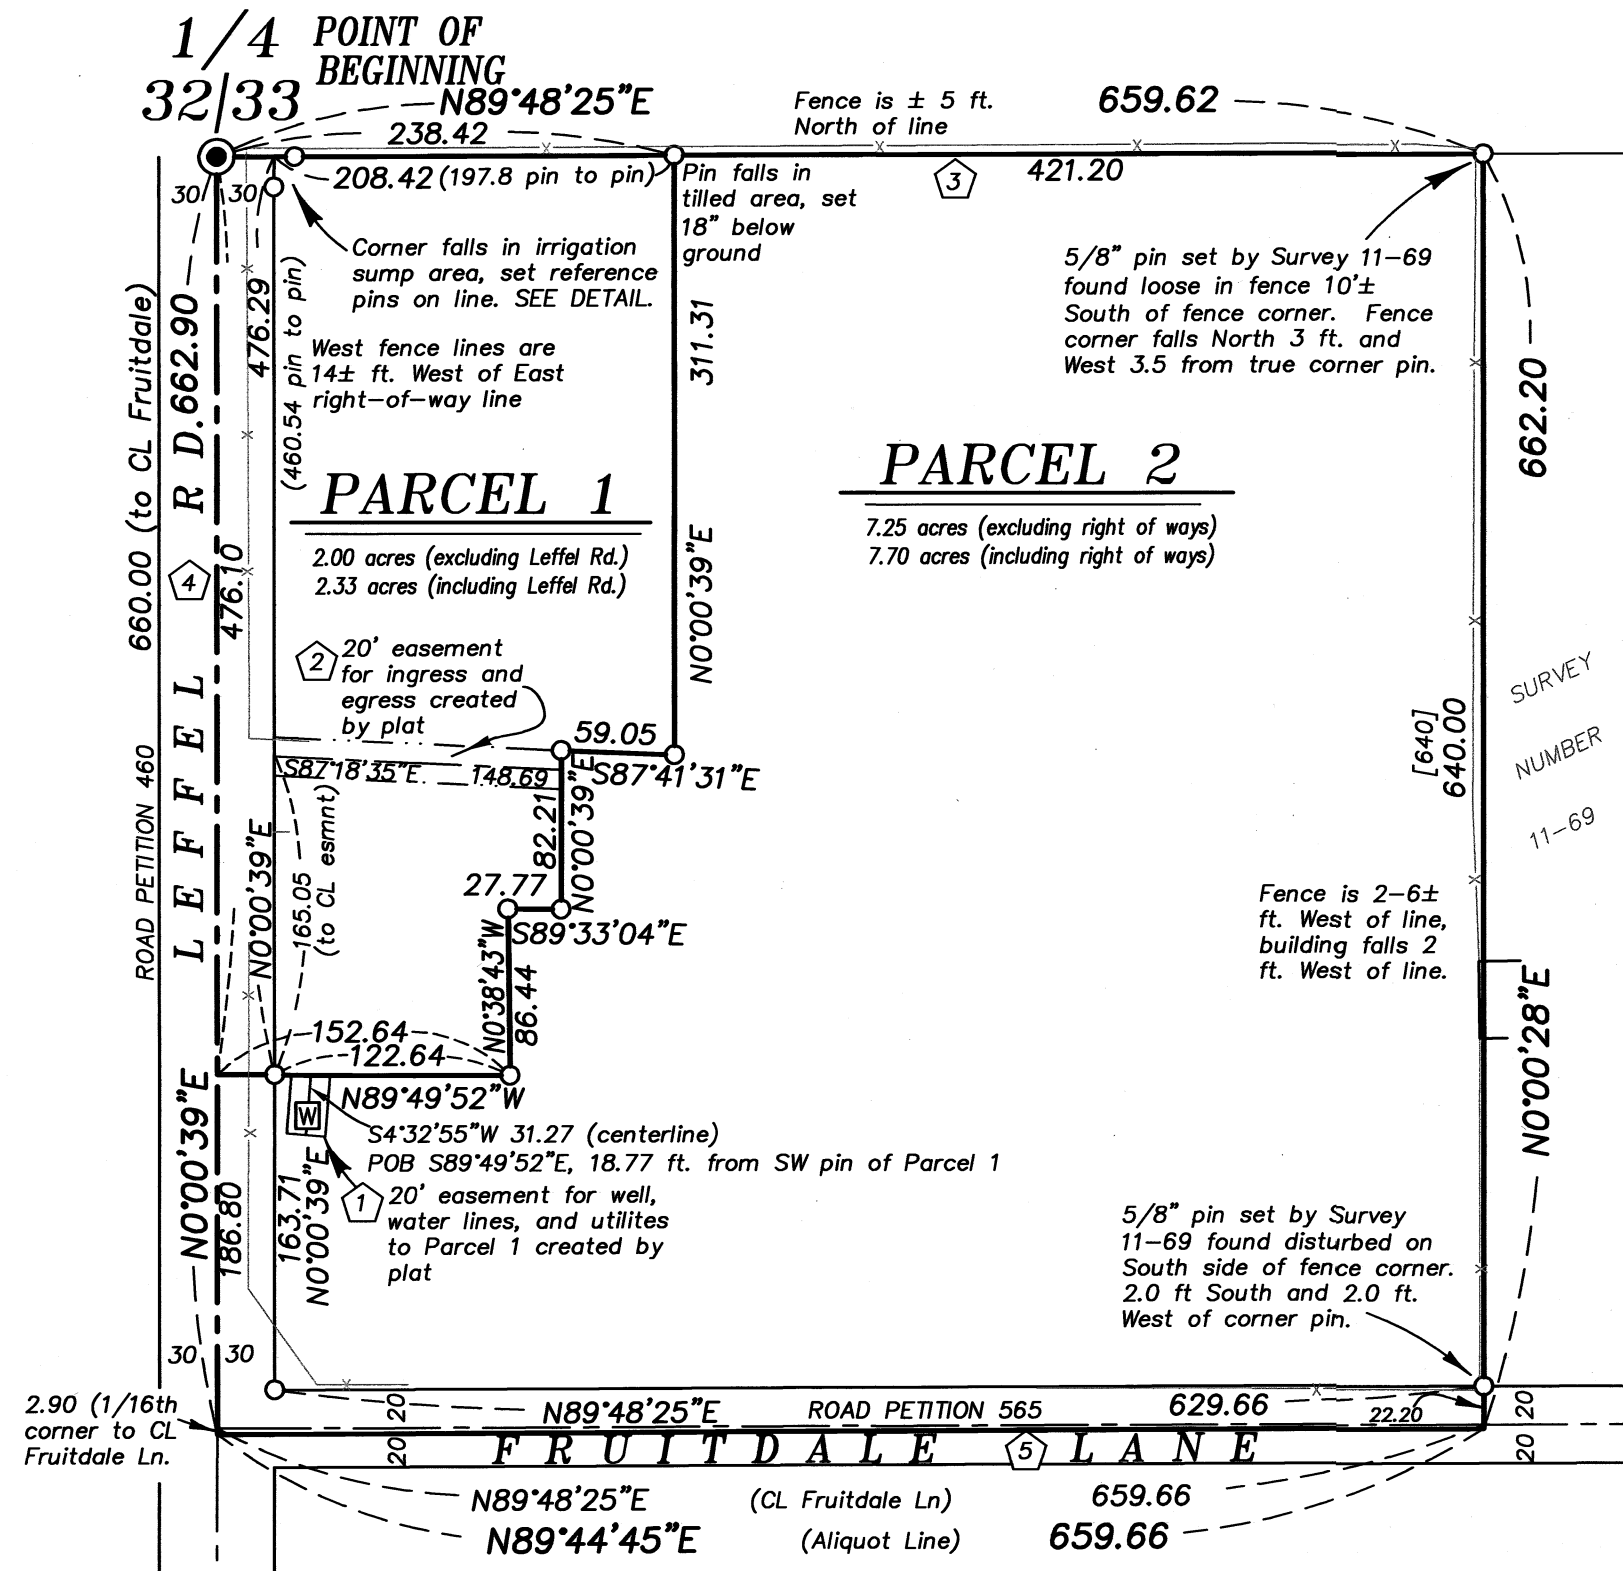 1/4 POINT OF
BEGINNING
32|33
N89°48'25"E
238.42
208.42 (197.8 pin to pin)
Fence is ± 5 ft.
North of line
659.62
3
421.20
Pin falls in
tilled area, set
18" below
ground
30
30
Corner falls in irrigation
sump area, set reference
pins on line. SEE DETAIL.
West fence lines are
14± ft. West of East
right-of-way line
5/8" pin set by Survey 11-69
found loose in fence 10'±
South of fence corner. Fence
corner falls North 3 ft. and
West 3.5 from true corner pin.
660.00 (to CL Fruitdale)
662.90
476.29
(460.54 pin to pin)
311.31
662.20
PARCEL 1
2.00 acres (excluding Leffel Rd.)
2.33 acres (including Leffel Rd.)
PARCEL 2
7.25 acres (excluding right of ways)
7.70 acres (including right of ways)
4
476.10
N0°00'39"E
LEFFEL RD.
ROAD PETITION 460
2
20' easement
for ingress and
egress created
by plat
59.05
S87°41'31"E
S87°18'35"E
148.69
82.21
N0°00'39"E
27.77
S89°33'04"E
N0°00'39"E
165.05
(to CL esmnt)
N0°38'43"W
86.44
[640]
640.00
SURVEY
NUMBER
11-69
Fence is 2-6±
ft. West of line,
building falls 2
ft. West of line.
N0°00'28"E
152.64
122.64
N89°49'52"W
W
S4°32'55"W 31.27 (centerline)
POB S89°49'52"E, 18.77 ft. from SW pin of Parcel 1
1
20' easement for well,
water lines, and utilites
to Parcel 1 created by
plat
N0°00'39"E
186.80
163.71
N0°00'39"E
5/8" pin set by Survey
11-69 found disturbed on
South side of fence corner.
2.0 ft South and 2.0 ft.
West of corner pin.
30
30
2.90 (1/16th
corner to CL
Fruitdale Ln.
20
N89°48'25"E
ROAD PETITION 565
629.66
22.20
20
20
FRUITDALE
5
LANE
20
N89°48'25"E
(CL Fruitdale Ln)
659.66
N89°44'45"E
(Aliquot Line)
659.66